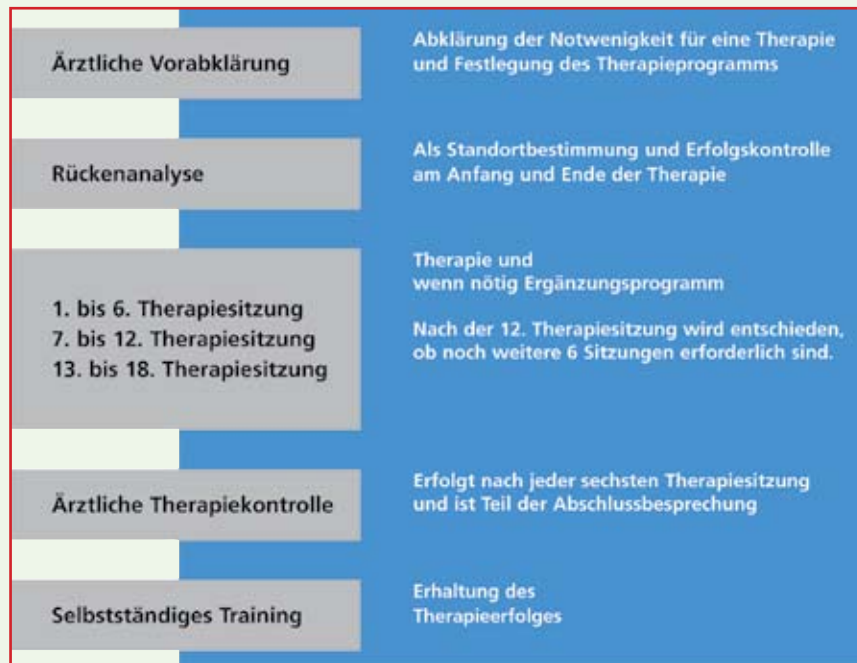 Ärztliche Vorabklärung
Abklärung der Notwenigkeit für eine Therapie
und Festlegung des Therapieprogramms
Rückenanalyse
Als Standortbestimmung und Erfolgskontrolle
am Anfang und Ende der Therapie
1. bis 6. Therapiesitzung
7. bis 12. Therapiesitzung
13. bis 18. Therapiesitzung
Therapie und
wenn nötig Ergänzungsprogramm
Nach der 12. Therapiesitzung wird entschieden,
ob noch weitere 6 Sitzungen erforderlich sind.
Ärztliche Therapiekontrolle
Erfolgt nach jeder sechsten Therapiesitzung
und ist Teil der Abschlussbesprechung
Selbstständiges Training
Erhaltung des
Therapieerfolges